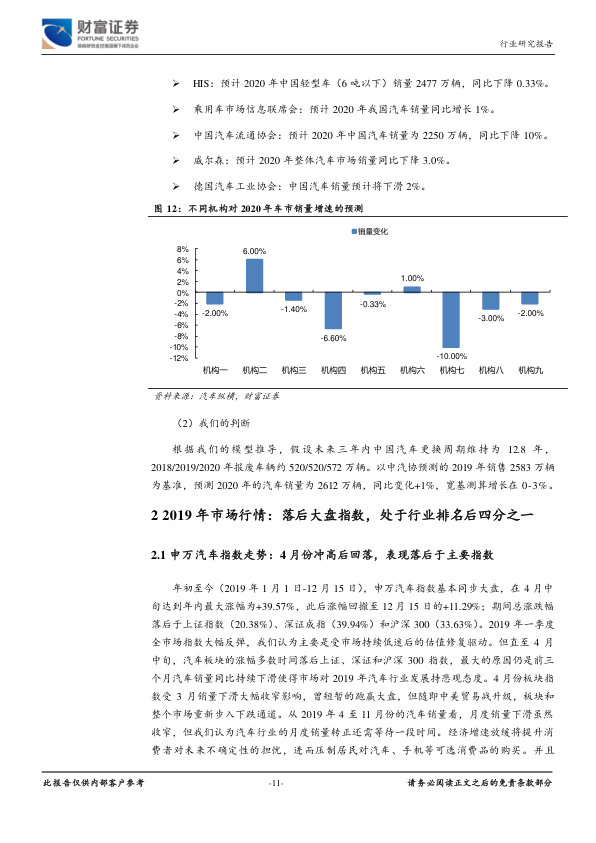 财富证券
FORTUNE SECURITIES
湖南财信金控集团旗下成员企业
行业研究报告
➢ HIS：预计 2020 年中国轻型车（6 吨以下）销量 2477 万辆，同比下降 0.33%。
➢ 乘用车市场信息联席会：预计 2020 年我国汽车销量同比增长 1%。
➢ 中国汽车流通协会：预计 2020 年中国汽车销量为 2250 万辆，同比下降 10%。
➢ 威尔森：预计 2020 年整体汽车市场销量同比下降 3.0%。
➢ 德国汽车工业协会：中国汽车销量预计将下滑 2%。
图 12：不同机构对 2020 年车市销量增速的预测
销量变化
8%
6%
4%
2%
0%
-2%
-4%
-6%
-8%
-10%
-12%
-2.00%
6.00%
-1.40%
-6.60%
-0.33%
1.00%
-10.00%
-3.00%
-2.00%
机构一 机构二 机构三 机构四 机构五 机构六 机构七 机构八 机构九
资料来源：汽车纵横，财富证券
（2）我们的判断
根据我们的模型推导，假设未来三年内中国汽车更换周期维持为 12.8 年，
2018/2019/2020 年报废车辆约 520/520/572 万辆。以中汽协预测的 2019 年销售 2583 万辆
为基准，预测 2020 年的汽车销量为 2612 万辆，同比变化+1%，宽基测算增长在 0-3%。
2 2019 年市场行情：落后大盘指数，处于行业排名后四分之一
2.1 申万汽车指数走势：4 月份冲高后回落，表现落后于主要指数
年初至今（2019 年 1 月 1 日-12 月 15 日），申万汽车指数基本同步大盘，在 4 月中
旬达到年内最大涨幅为+39.57%，此后涨幅回撤至 12 月 15 日的+11.29%；期间总涨跌幅
落后于上证指数（20.38%）、深证成指（39.94%）和沪深 300（33.63%）。2019 年一季度
全市场指数大幅反弹，我们认为主要是受市场持续低迷后的估值修复驱动。但直至 4 月
中旬，汽车板块的涨幅多数时间落后上证、深证和沪深 300 指数，最大的原因仍是前三
个月汽车销量同比持续下滑使得市场对 2019 年汽车行业发展持悲观态度。4 月份板块指
数受 3 月销量下滑大幅收窄影响，曾短暂的跑赢大盘，但随即中美贸易战升级，板块和
整个市场重新步入下跌通道。从 2019 年 4 至 11 月份的汽车销量看，月度销量下滑虽然
收窄，但我们认为汽车行业的月度销量转正还需等待一段时间。经济增速放缓将提升消
费者对未来不确定性的担忧，进而压制居民对汽车、手机等可选消费品的购买。并且
此报告仅供内部客户参考
-11-
请务必阅读正文之后的免责条款部分